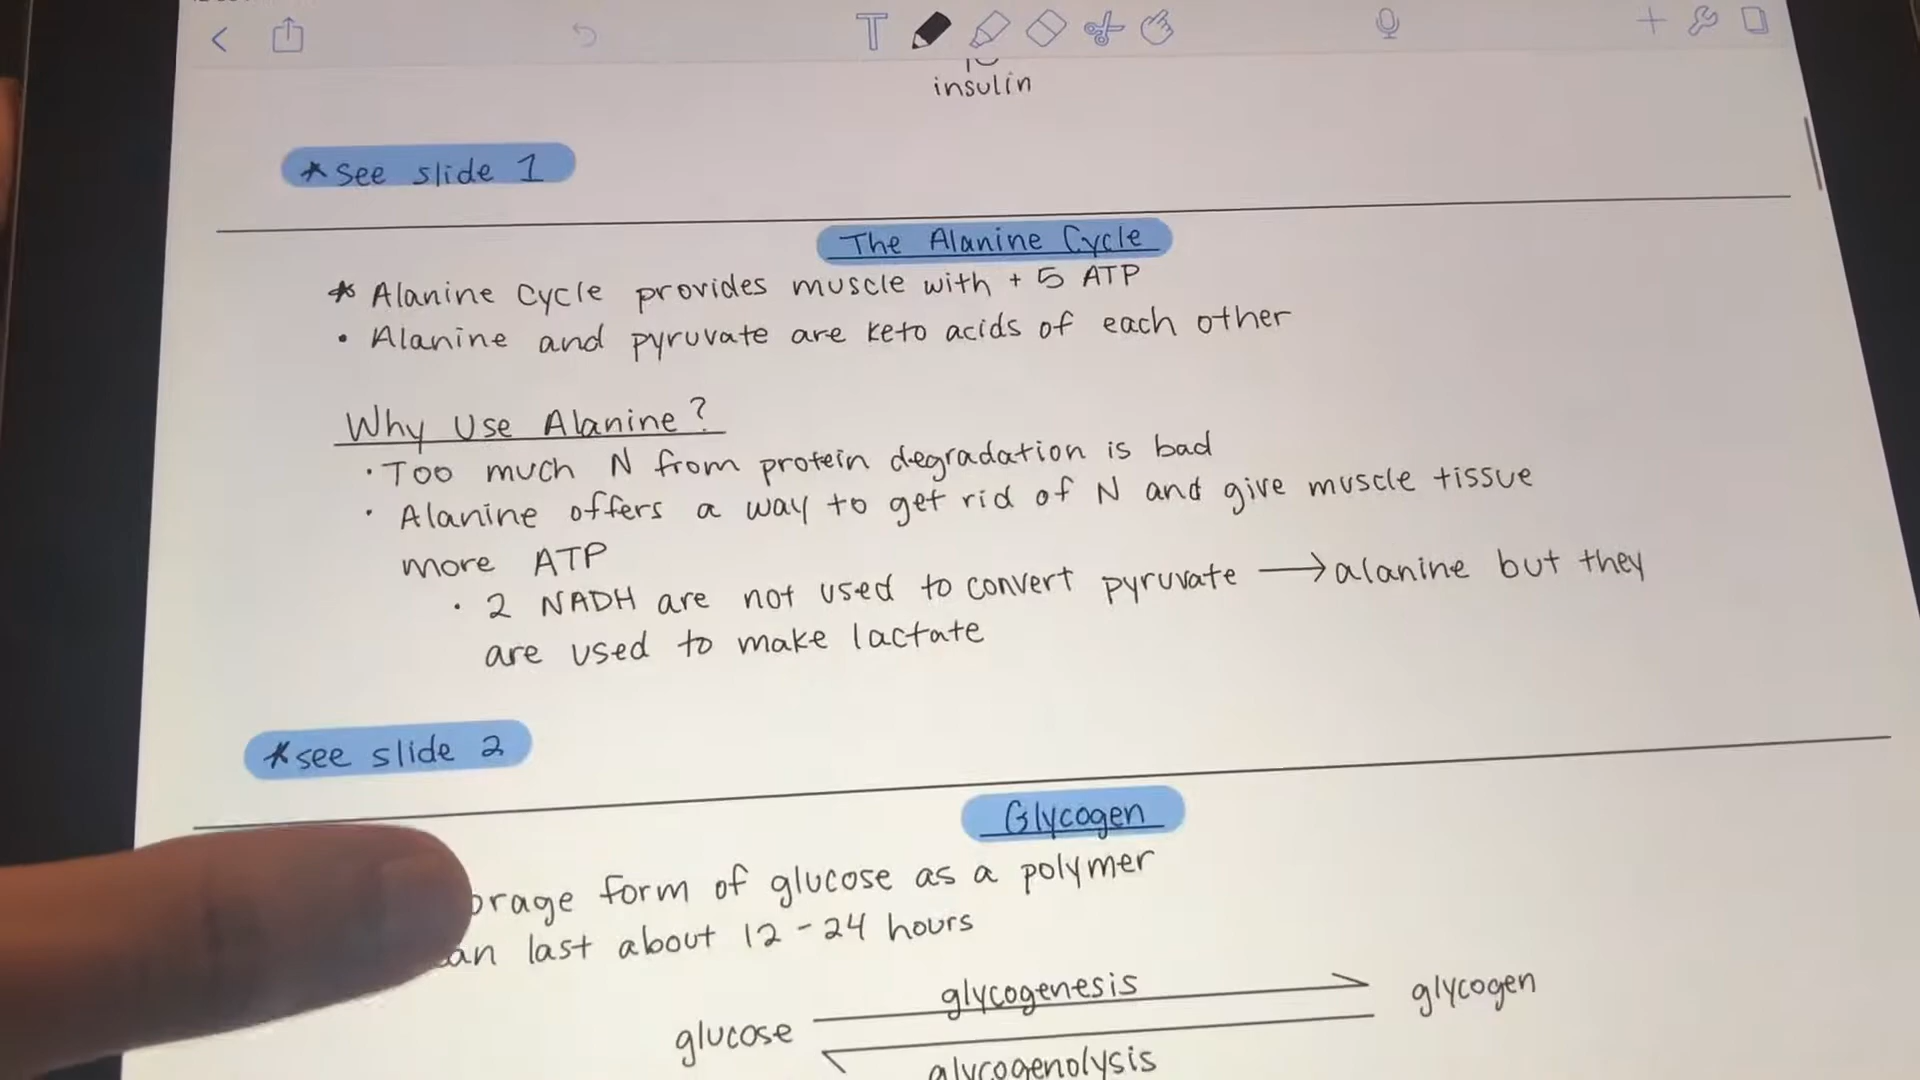 insulin
*see slide 1
The Alanine Cycle
* Alanine Cycle provides muscle with + 5 ATP
• Alanine and pyruvate are keto acids of each other
Why Use Alanine?
• Too much N from protein degradation is bad
• Alanine offers a way to get rid of N and give muscle tissue
more ATP
• 2 NADH are not used to convert pyruvate → alanine but they
are used to make lactate
*see slide 2
Glycogen
orage form of glucose as a polymer
an last about 12 - 24 hours
glycogenesis
glucose glycogen
glycogenolysis